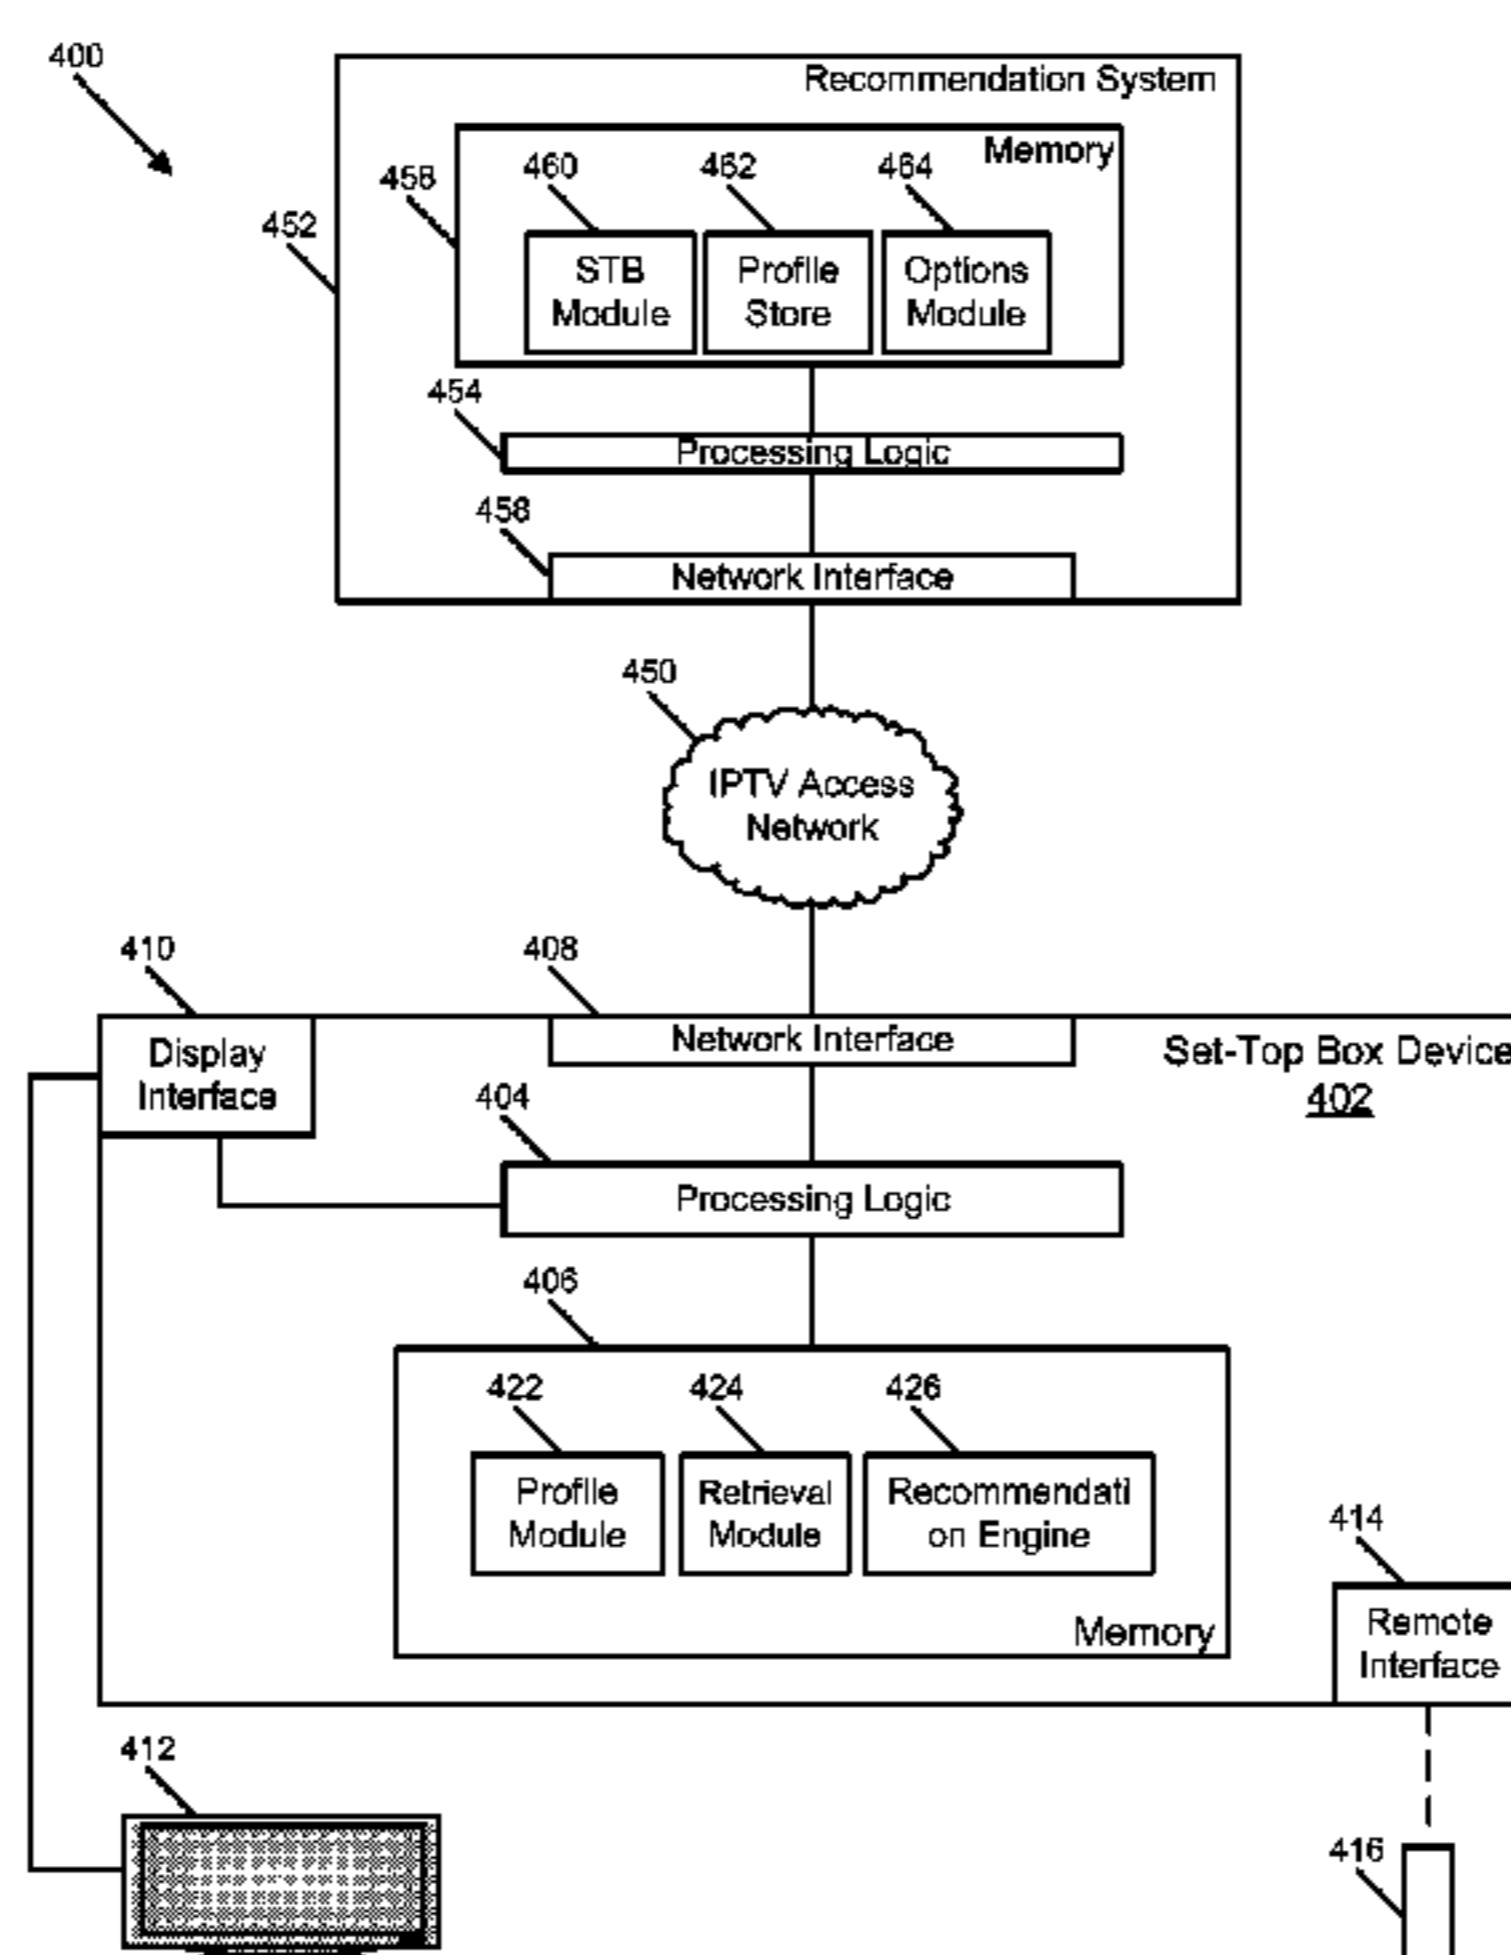 400
Recommendation System
Memory
458
460
462
464
452
STB
Module
Profile
Store
Options
Module
454
Processing Logic
458
Network Interface
450
IPTV Access
Network
410
408
Display
Interface
Network Interface
Set-Top Box Device
402
404
Processing Logic
406
422
424
426
Profile
Module
Retrieval
Module
Recommendati
on Engine
Memory
414
Remote
Interface
412
416